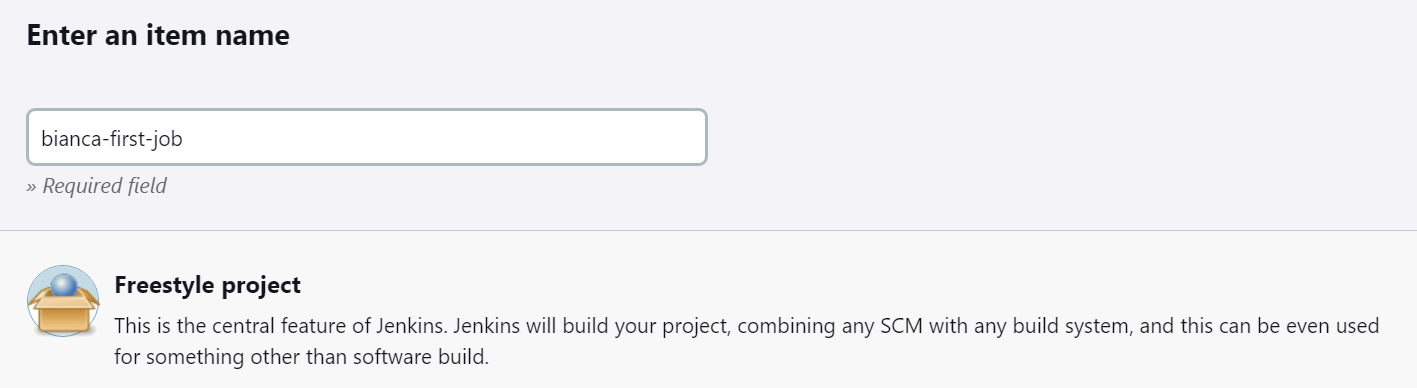 Enter an item name
bianca-first-job
» Required field
Freestyle project
This is the central feature of Jenkins. Jenkins will build your project, combining any SCM with any build system, and this can be even used
for something other than software build.